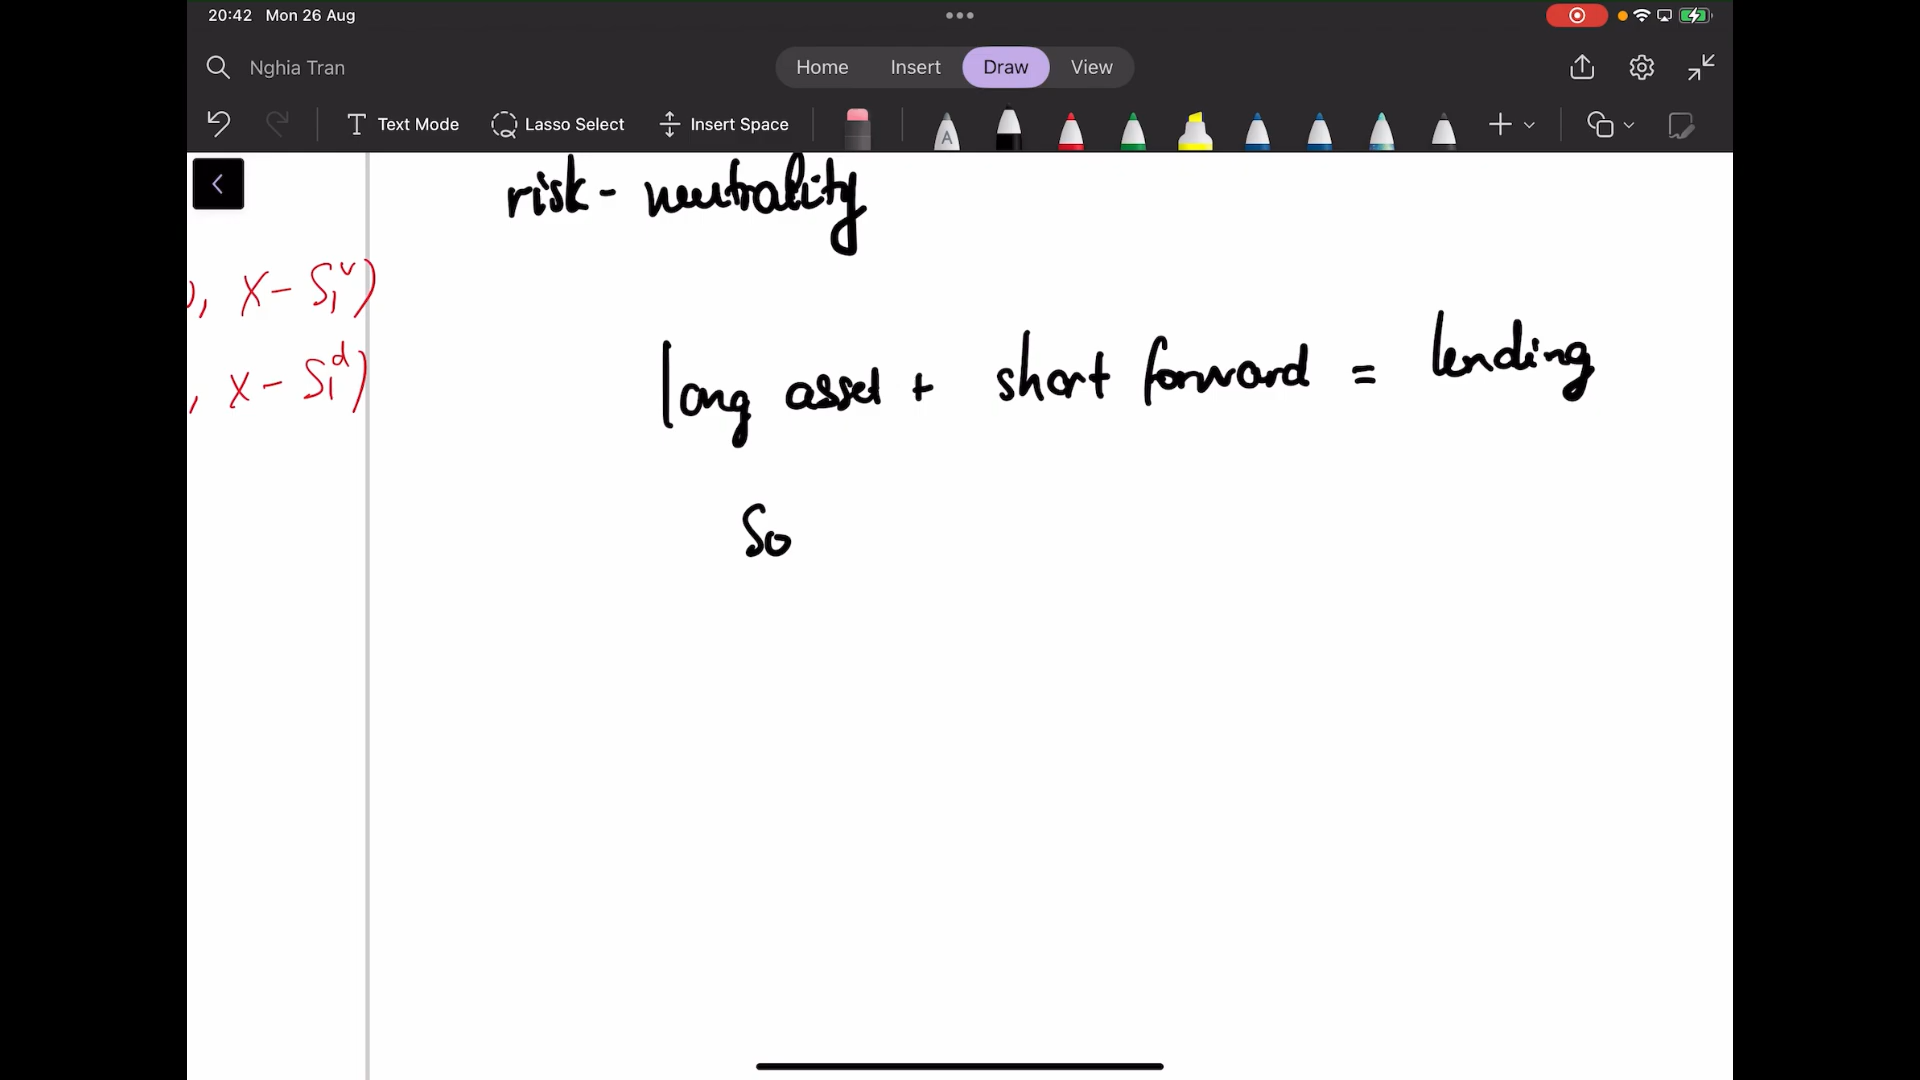 20:42 Mon 26 Aug
Nghia Tran
Home Insert Draw View
Text Mode Lasso Select Insert Space
A
risk - neutrality
, X - S₁ᵘ)
, X - S₁ᵈ)
long asset + short forward = lending
S₀